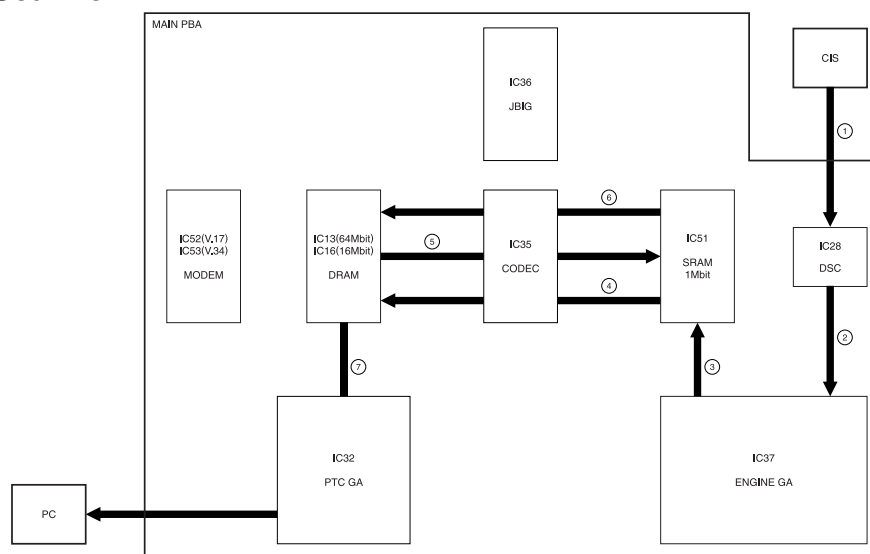 MAIN PBA
CIS
IC36
JBIG
①
⑥
IC52(V.17)
IC53(V.34)
MODEM
IC13(64Mbit)
IC16(16Mbit)
DRAM
⑤
IC35
CODEC
IC51
SRAM
1Mbit
IC28
DSC
④
②
⑦
③
IC32
PTC GA
IC37
ENGINE GA
PC